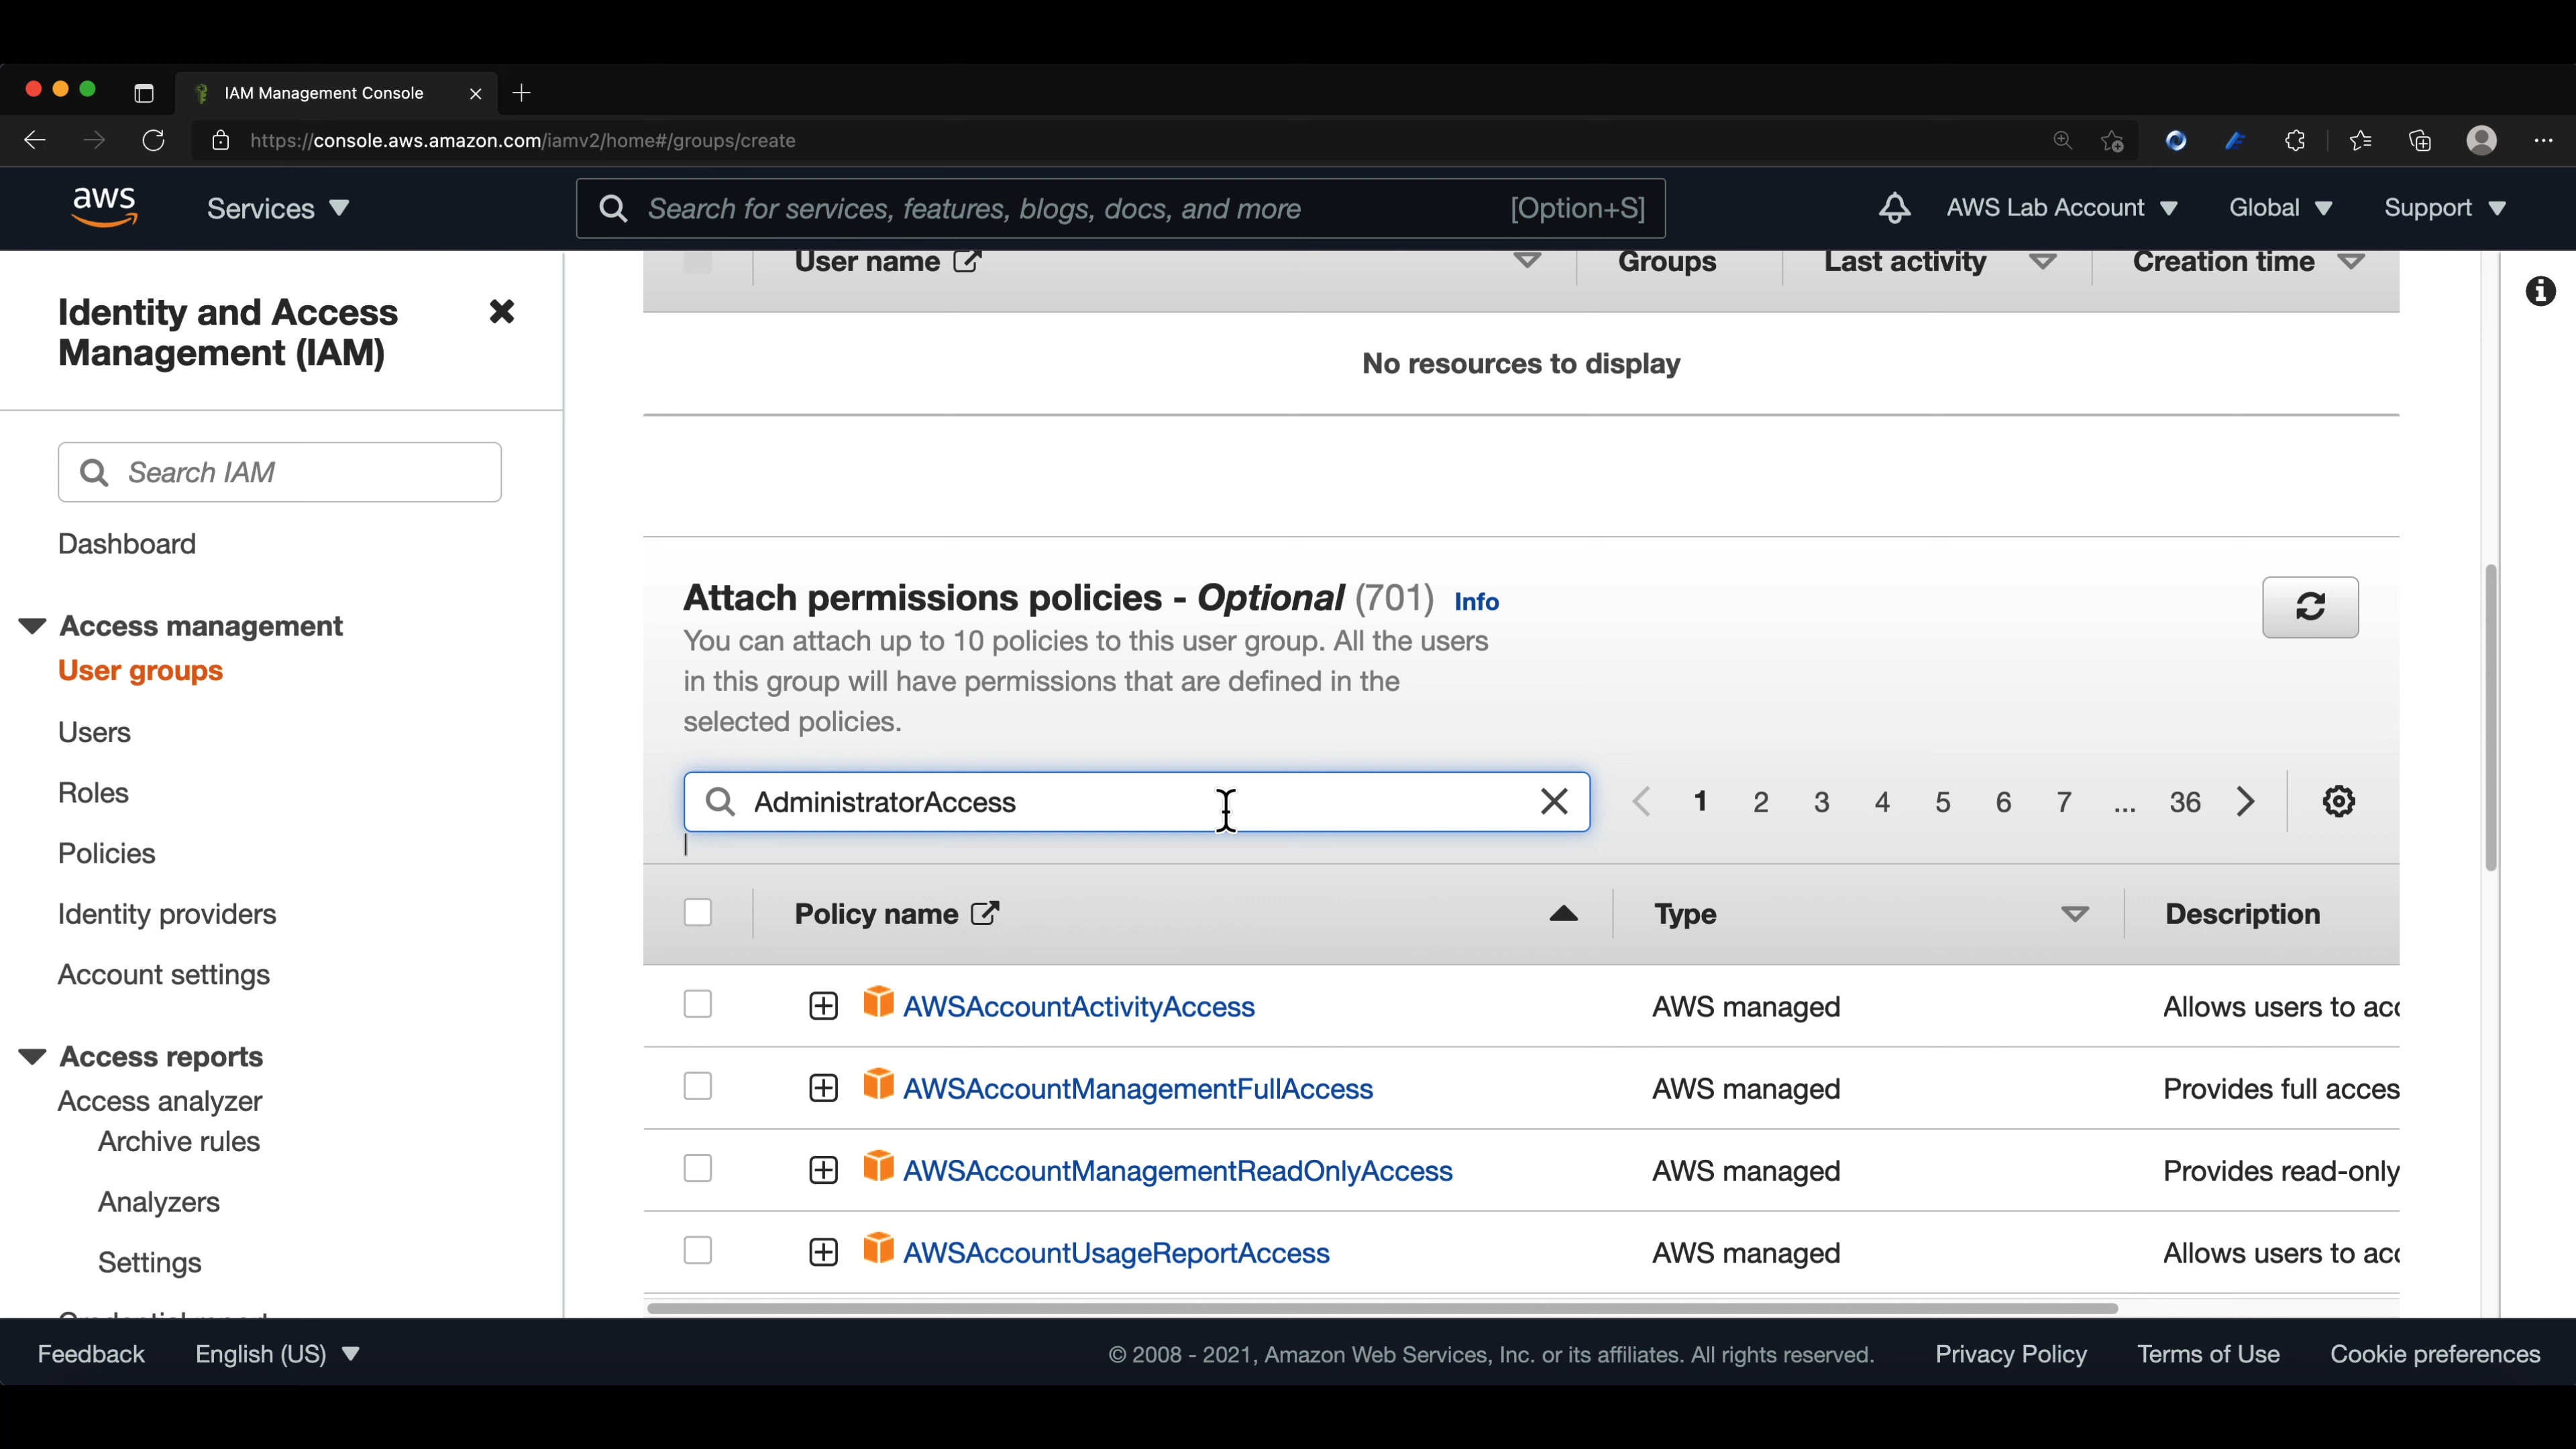 IAM Management Console
https://console.aws.amazon.com/iamv2/home#/groups/create
aws
Services
Search for services, features, blogs, docs, and more
[Option+S]
AWS Lab Account
Global
Support
Identity and Access
Management (IAM)
Search IAM
Dashboard
Access management
User groups
Users
Roles
Policies
Identity providers
Account settings
Access reports
Access analyzer
Archive rules
Analyzers
Settings
User name
Groups
Last activity
Creation time
No resources to display
Attach permissions policies - Optional (701) Info
You can attach up to 10 policies to this user group. All the users
in this group will have permissions that are defined in the
selected policies.
AdministratorAccess
1 2 3 4 5 6 7 ... 36
Policy name
Type
Description
AWSAccountActivityAccess
AWS managed
Allows users to acc
AWSAccountManagementFullAccess
AWS managed
Provides full acces
AWSAccountManagementReadOnlyAccess
AWS managed
Provides read-only
AWSAccountUsageReportAccess
AWS managed
Allows users to acc
Feedback
English (US)
© 2008 - 2021, Amazon Web Services, Inc. or its affiliates. All rights reserved.
Privacy Policy
Terms of Use
Cookie preferences